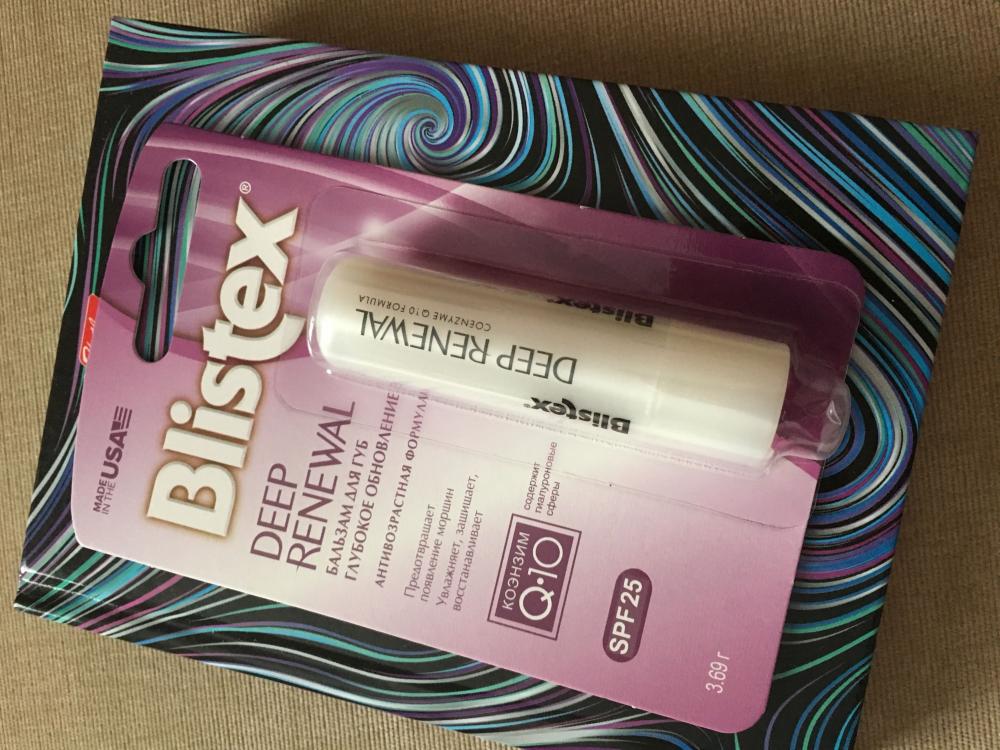 Blistex®
MADE
IN THE USA
DEEP
RENEWAL
БАЛЬЗАМ ДЛЯ ГУБ
ГЛУБОКОЕ ОБНОВЛЕНИЕ
АНТИВОЗРАСТНАЯ ФОРМУЛА
Предотвращает
появление морщин
Увлажняет, защищает,
восстанавливает
содержит
гиалуроновые
сферы
КОЭНЗИМ
Q·10
SPF 25
3.69 г
Blistex®
DEEP RENEWAL
COENZYME Q10 FORMULA
Blistex®